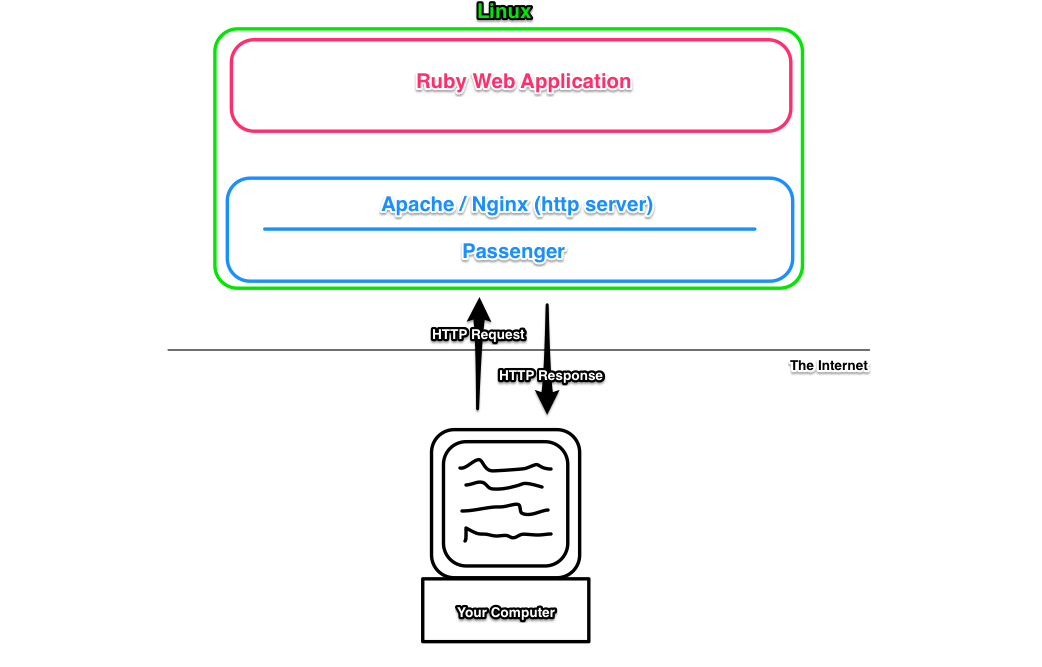 Linux
Ruby Web Application
Apache / Nginx (http server)
Passenger
HTTP Request
The Internet
HTTP Response
Your Computer